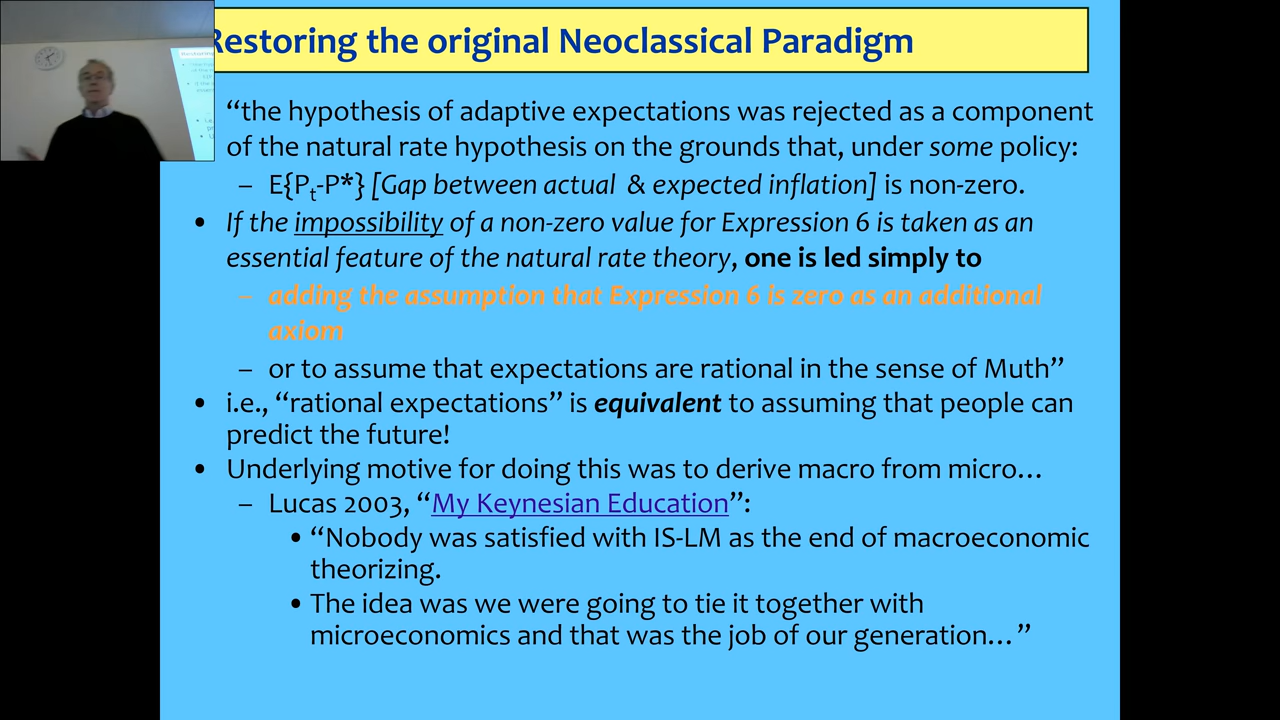 Restoring the original Neoclassical Paradigm
“the hypothesis of adaptive expectations was rejected as a component
of the natural rate hypothesis on the grounds that, under some policy:
– E{Pt-P*} [Gap between actual & expected inflation] is non-zero.
• If the impossibility of a non-zero value for Expression 6 is taken as an
essential feature of the natural rate theory, one is led simply to
– adding the assumption that Expression 6 is zero as an additional
axiom
– or to assume that expectations are rational in the sense of Muth”
• i.e., “rational expectations” is equivalent to assuming that people can
predict the future!
• Underlying motive for doing this was to derive macro from micro…
– Lucas 2003, “My Keynesian Education”:
• “Nobody was satisfied with IS-LM as the end of macroeconomic
theorizing.
• The idea was we were going to tie it together with
microeconomics and that was the job of our generation…”